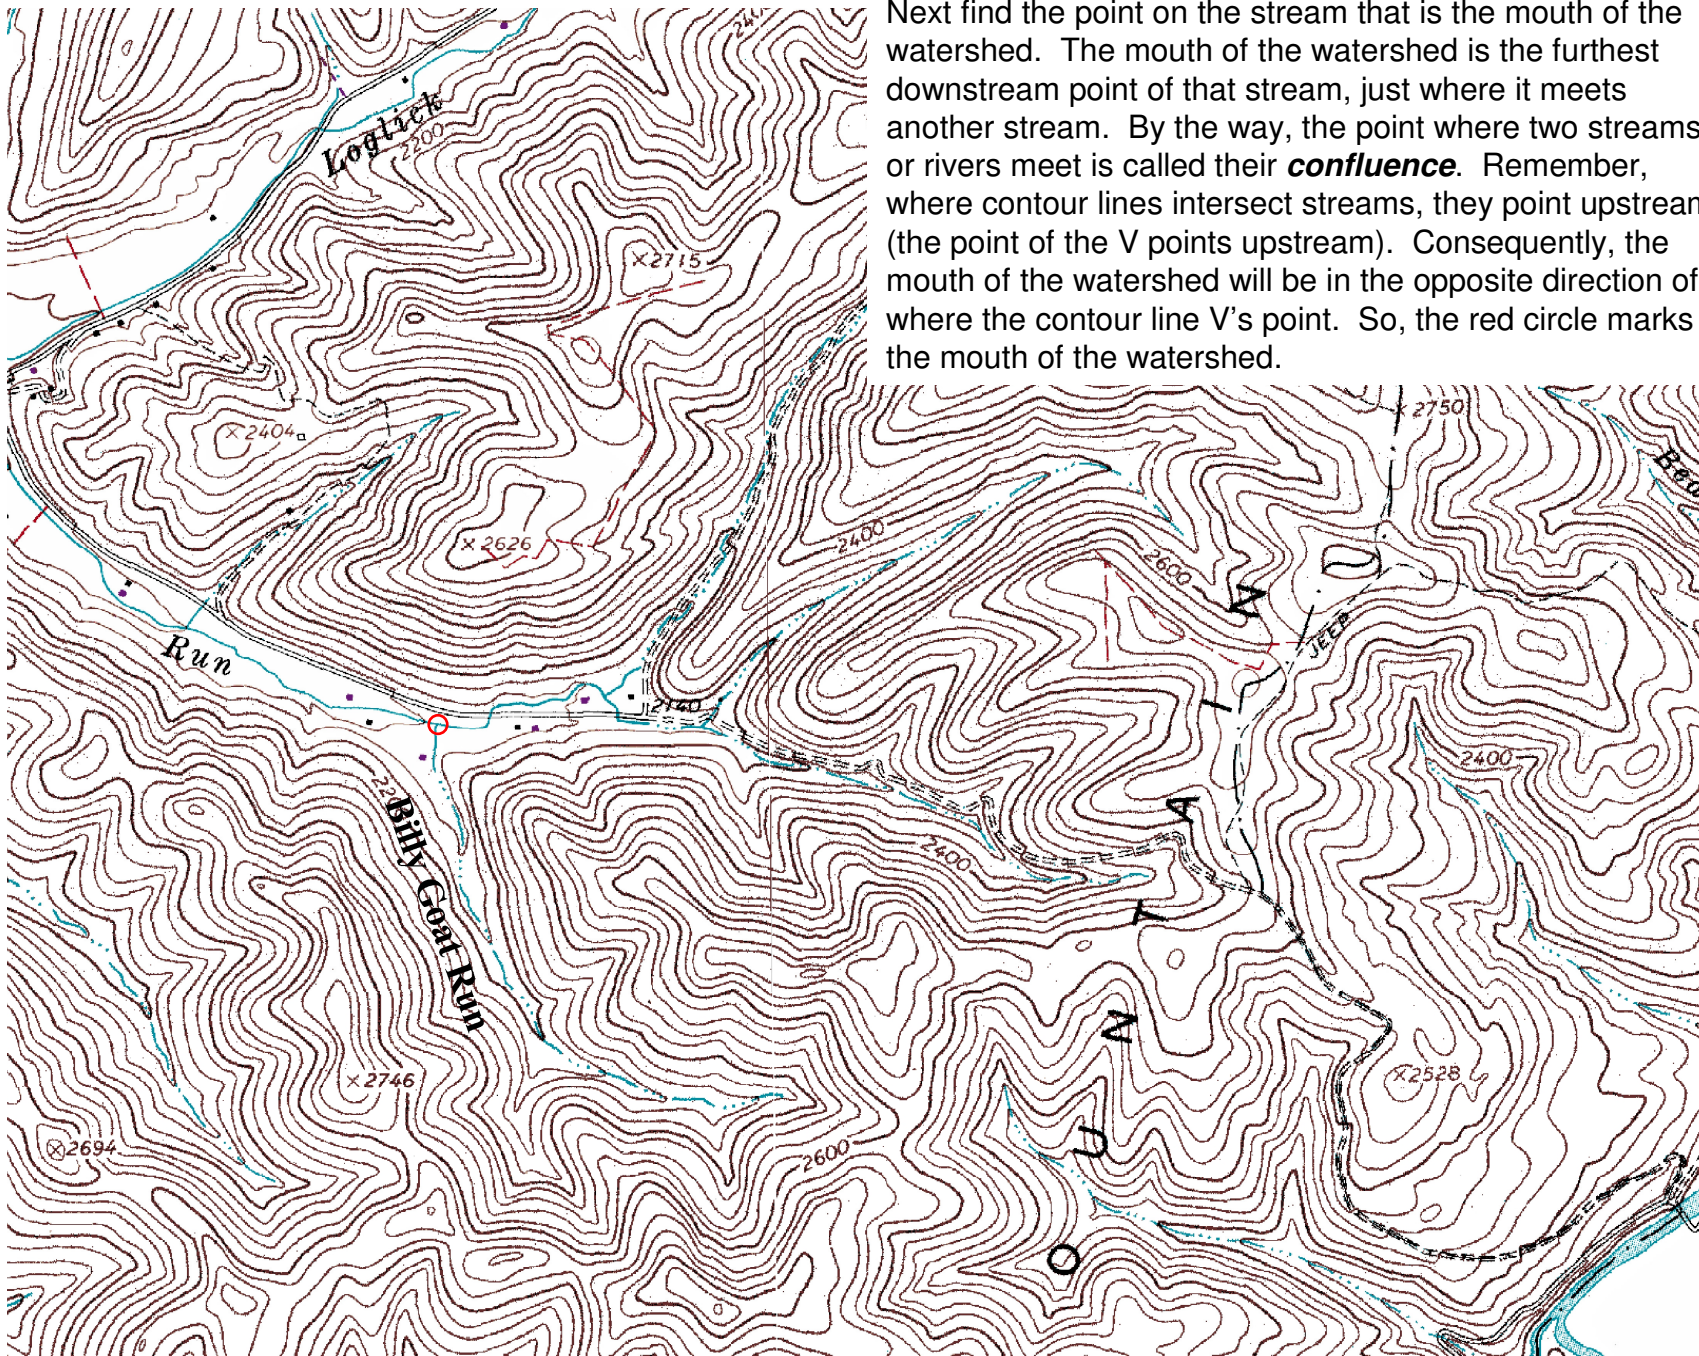 Next find the point on the stream that is the mouth of the
watershed. The mouth of the watershed is the furthest
downstream point of that stream, just where it meets
another stream. By the way, the point where two streams
or rivers meet is called their confluence. Remember,
where contour lines intersect streams, they point upstream
(the point of the V points upstream). Consequently, the
mouth of the watershed will be in the opposite direction of
where the contour line V's point. So, the red circle marks
the mouth of the watershed.
Loglick
2200
×2715
×2404
×2626
2400
2600
×2750
Bea
N
I
A
T
N
U
O
JEEP
Run
2140
2400
2400
Billy Goat Run
×2746
×2694
2600
×2528